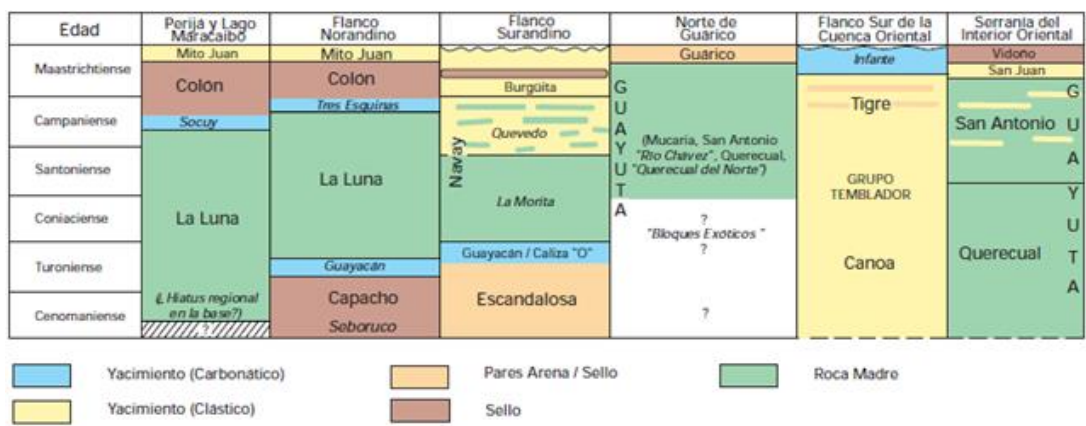 Edad
Perijá y Lago
Maracaibo
Flanco
Norandino
Flanco
Surandino
Norte de
Guárico
Flanco Sur de la
Cuenca Oriental
Serranía del
Interior Oriental
Maastrichtiense
Campaniense
Santoniense
Coniaciense
Turoniense
Cenomaniense
Mito Juan
Colón
Socuy
La Luna
(¿ Hiatus regional
en la base?)
?
Mito Juan
Colón
Tres Esquinas
La Luna
Guayacán
Capacho
Seboruco
Burgüita
Quevedo
Navay
La Morita
Guayacán / Caliza "O"
Escandalosa
Guárico
GUAYUTA
(Mucaria, San Antonio
"Río Chávez", Querecual,
"Querecual del Norte")
?
"Bloques Exóticos "
?
?
Infante
Tigre
GRUPO
TEMBLADOR
Canoa
Vidoño
San Juan
San Antonio
Querecual
GUAYUTA
Yacimiento (Carbonático)
Pares Arena / Sello
Roca Madre
Yacimiento (Clástico)
Sello